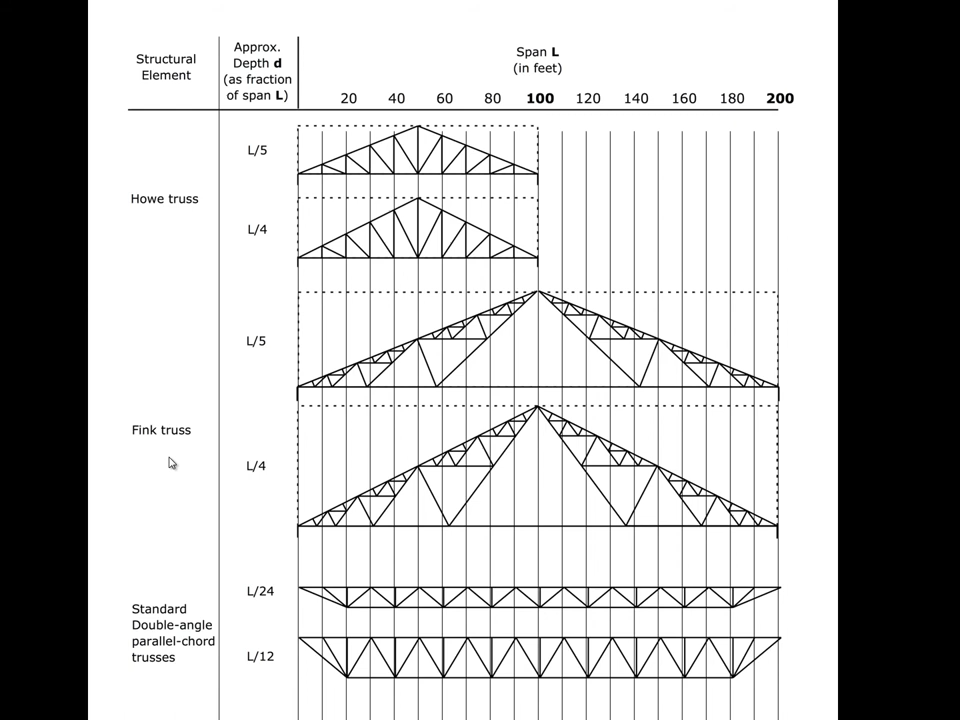 Structural
Element
Approx.
Depth d
(as fraction
of span L)
Span L
(in feet)
20 40 60 80 100 120 140 160 180 200
L/5
Howe truss
L/4
L/5
Fink truss
L/4
L/24
Standard
Double-angle
parallel-chord
trusses
L/12